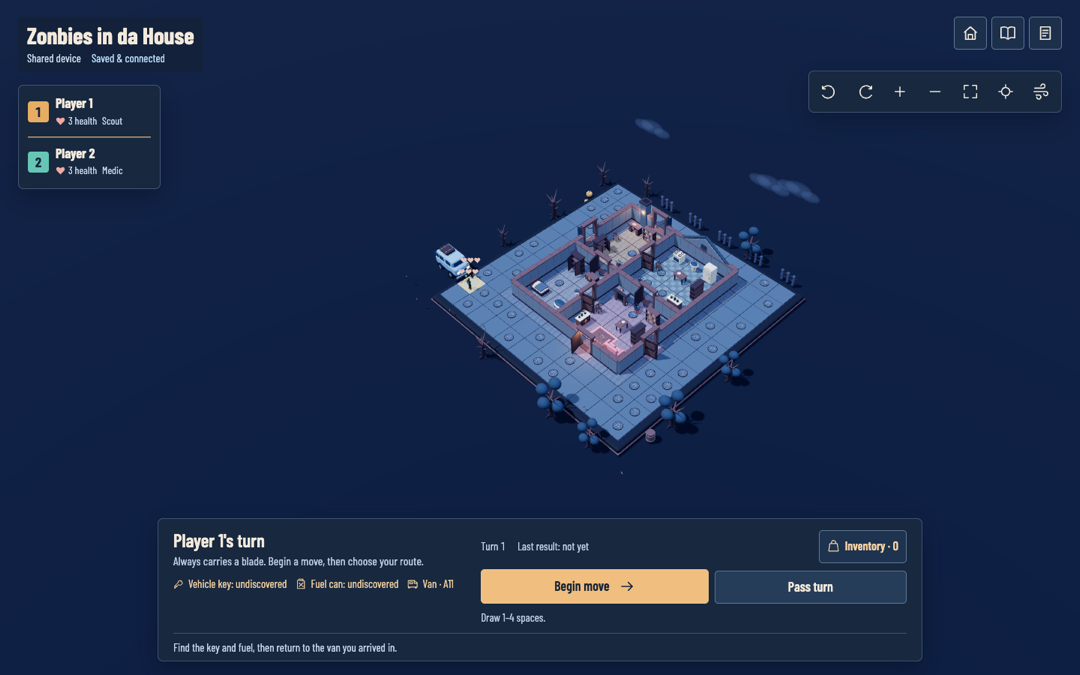 Zonbies in da House
Shared device Saved & connected
1 Player 1
3 health Scout
2 Player 2
3 health Medic
Player 1's turn
Always carries a blade. Begin a move, then choose your route.
Vehicle key: undiscovered Fuel can: undiscovered Van · A11
Turn 1 Last result: not yet
Inventory · 0
Begin move →
Pass turn
Draw 1–4 spaces.
Find the key and fuel, then return to the van you arrived in.